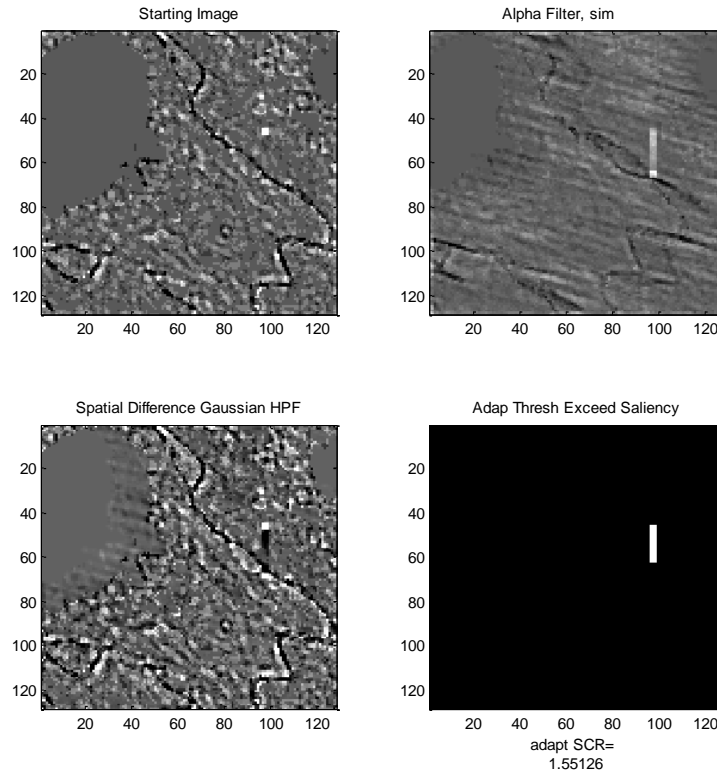 Starting Image
Alpha Filter, sim
20
40
60
80
100
120
20 40 60 80 100 120
20
40
60
80
100
120
20 40 60 80 100 120
Spatial Difference Gaussian HPF
Adap Thresh Exceed Saliency
20
40
60
80
100
120
20 40 60 80 100 120
20
40
60
80
100
120
20 40 60 80 100 120
adapt SCR=
1.55126